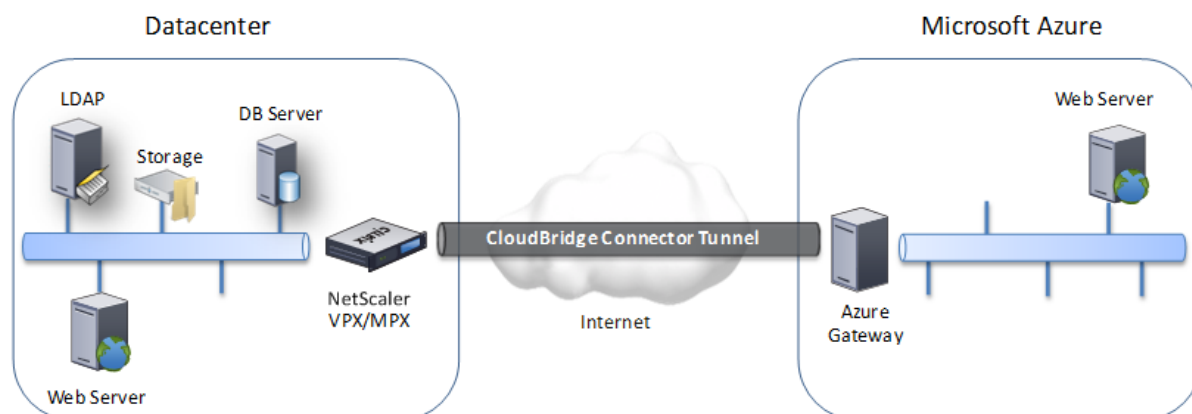 Datacenter
Microsoft Azure
LDAP
DB Server
Storage
Web Server
citrix
CloudBridge Connector Tunnel
NetScaler
VPX/MPX
Internet
Azure
Gateway
Web Server